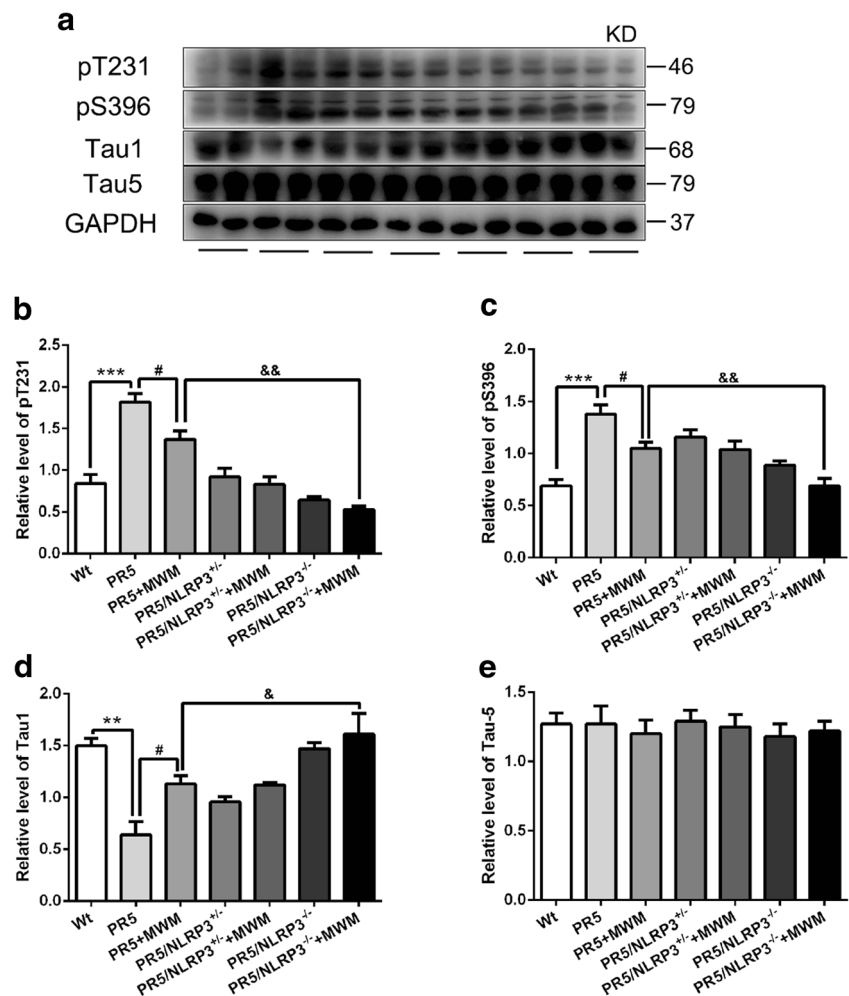 a
KD
pT231
46
pS396
79
Tau1
68
Tau5
79
GAPDH
37
b
Relative level of pT231
2.5
2.0
1.5
1.0
0.5
0.0
***
#
&&
Wt
PR5
PR5+MWM
PR5/NLRP3+/-
PR5/NLRP3+/-+MWM
PR5/NLRP3-/-
PR5/NLRP3-/-+MWM
c
Relative level of pS396
2.0
1.5
1.0
0.5
0.0
***
#
&&
Wt
PR5
PR5+MWM
PR5/NLRP3+/-
PR5/NLRP3+/-+MWM
PR5/NLRP3-/-
PR5/NLRP3-/-+MWM
d
Relative level of Tau1
2.0
1.5
1.0
0.5
0.0
**
#
&
Wt
PR5
PR5+MWM
PR5/NLRP3+/-
PR5/NLRP3+/-+MWM
PR5/NLRP3-/-
PR5/NLRP3-/-+MWM
e
Relative level of Tau-5
1.5
1.0
0.5
0.0
Wt
PR5
PR5+MWM
PR5/NLRP3+/-
PR5/NLRP3+/-+MWM
PR5/NLRP3-/-
PR5/NLRP3-/-+MWM